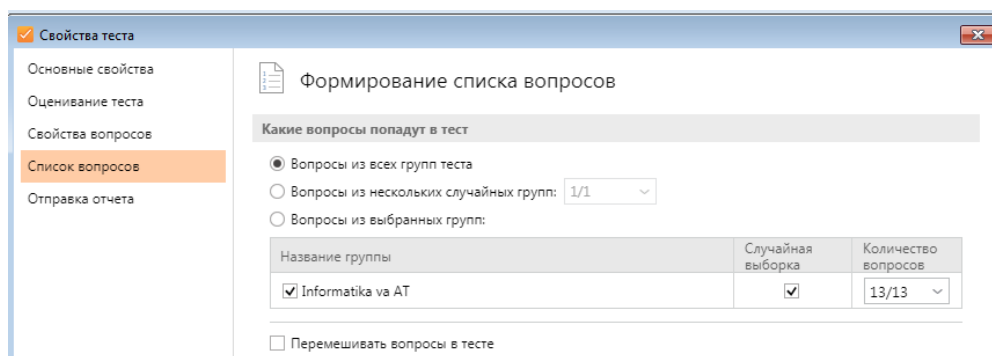 Свойства теста
Основные свойства
Оценивание теста
Свойства вопросов
Список вопросов
Отправка отчета
Формирование списка вопросов
Какие вопросы попадут в тест
Вопросы из всех групп теста
Вопросы из нескольких случайных групп: 1/1
Вопросы из выбранных групп:
Название группы
Случайная
выборка
Количество
вопросов
Informatika va AT
13/13
Перемешивать вопросы в тесте